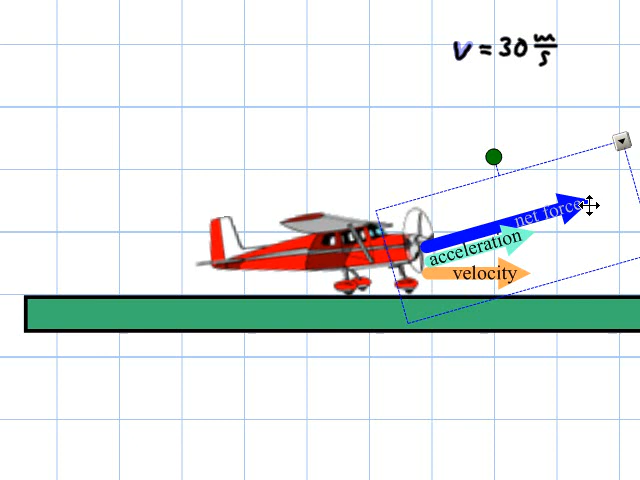 v = 30 m/s
net force
acceleration
velocity